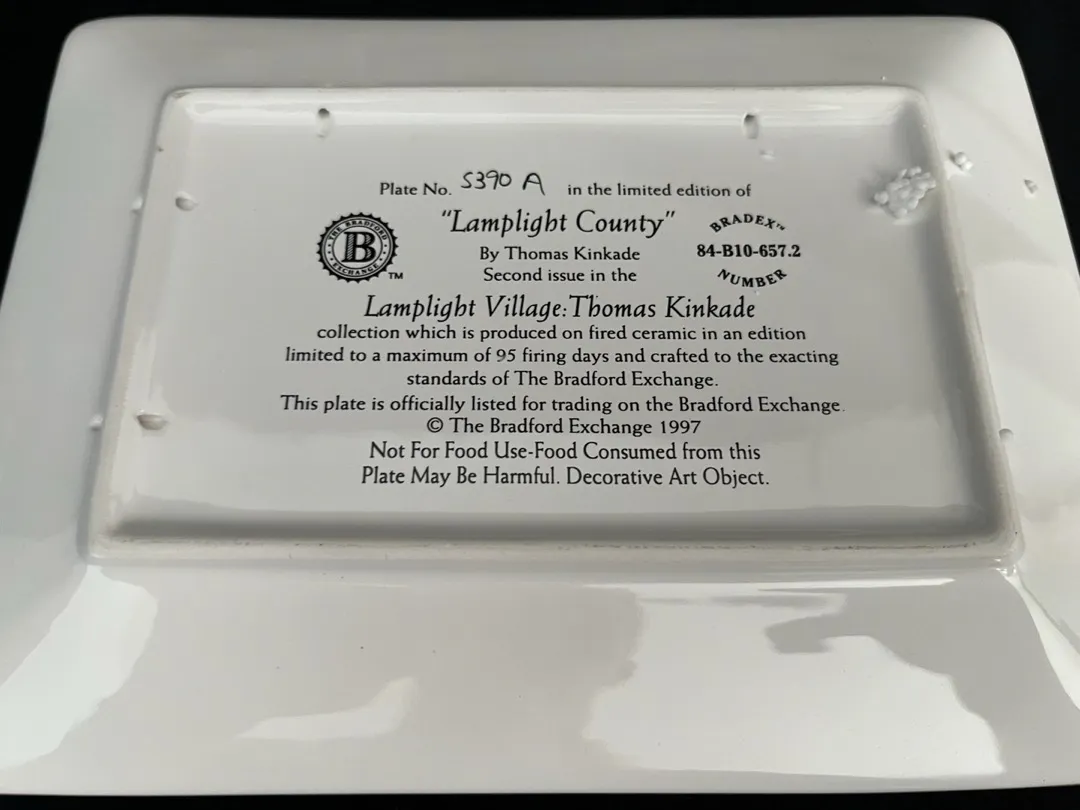 Plate No. 5390 A in the limited edition of
"Lamplight County"
By Thomas Kinkade
Second issue in the
THE BRADFORD EXCHANGE
B
TM
BRADEX™
84-B10-657.2
NUMBER
Lamplight Village: Thomas Kinkade
collection which is produced on fired ceramic in an edition
limited to a maximum of 95 firing days and crafted to the exacting
standards of The Bradford Exchange.
This plate is officially listed for trading on the Bradford Exchange.
© The Bradford Exchange 1997
Not For Food Use-Food Consumed from this
Plate May Be Harmful. Decorative Art Object.